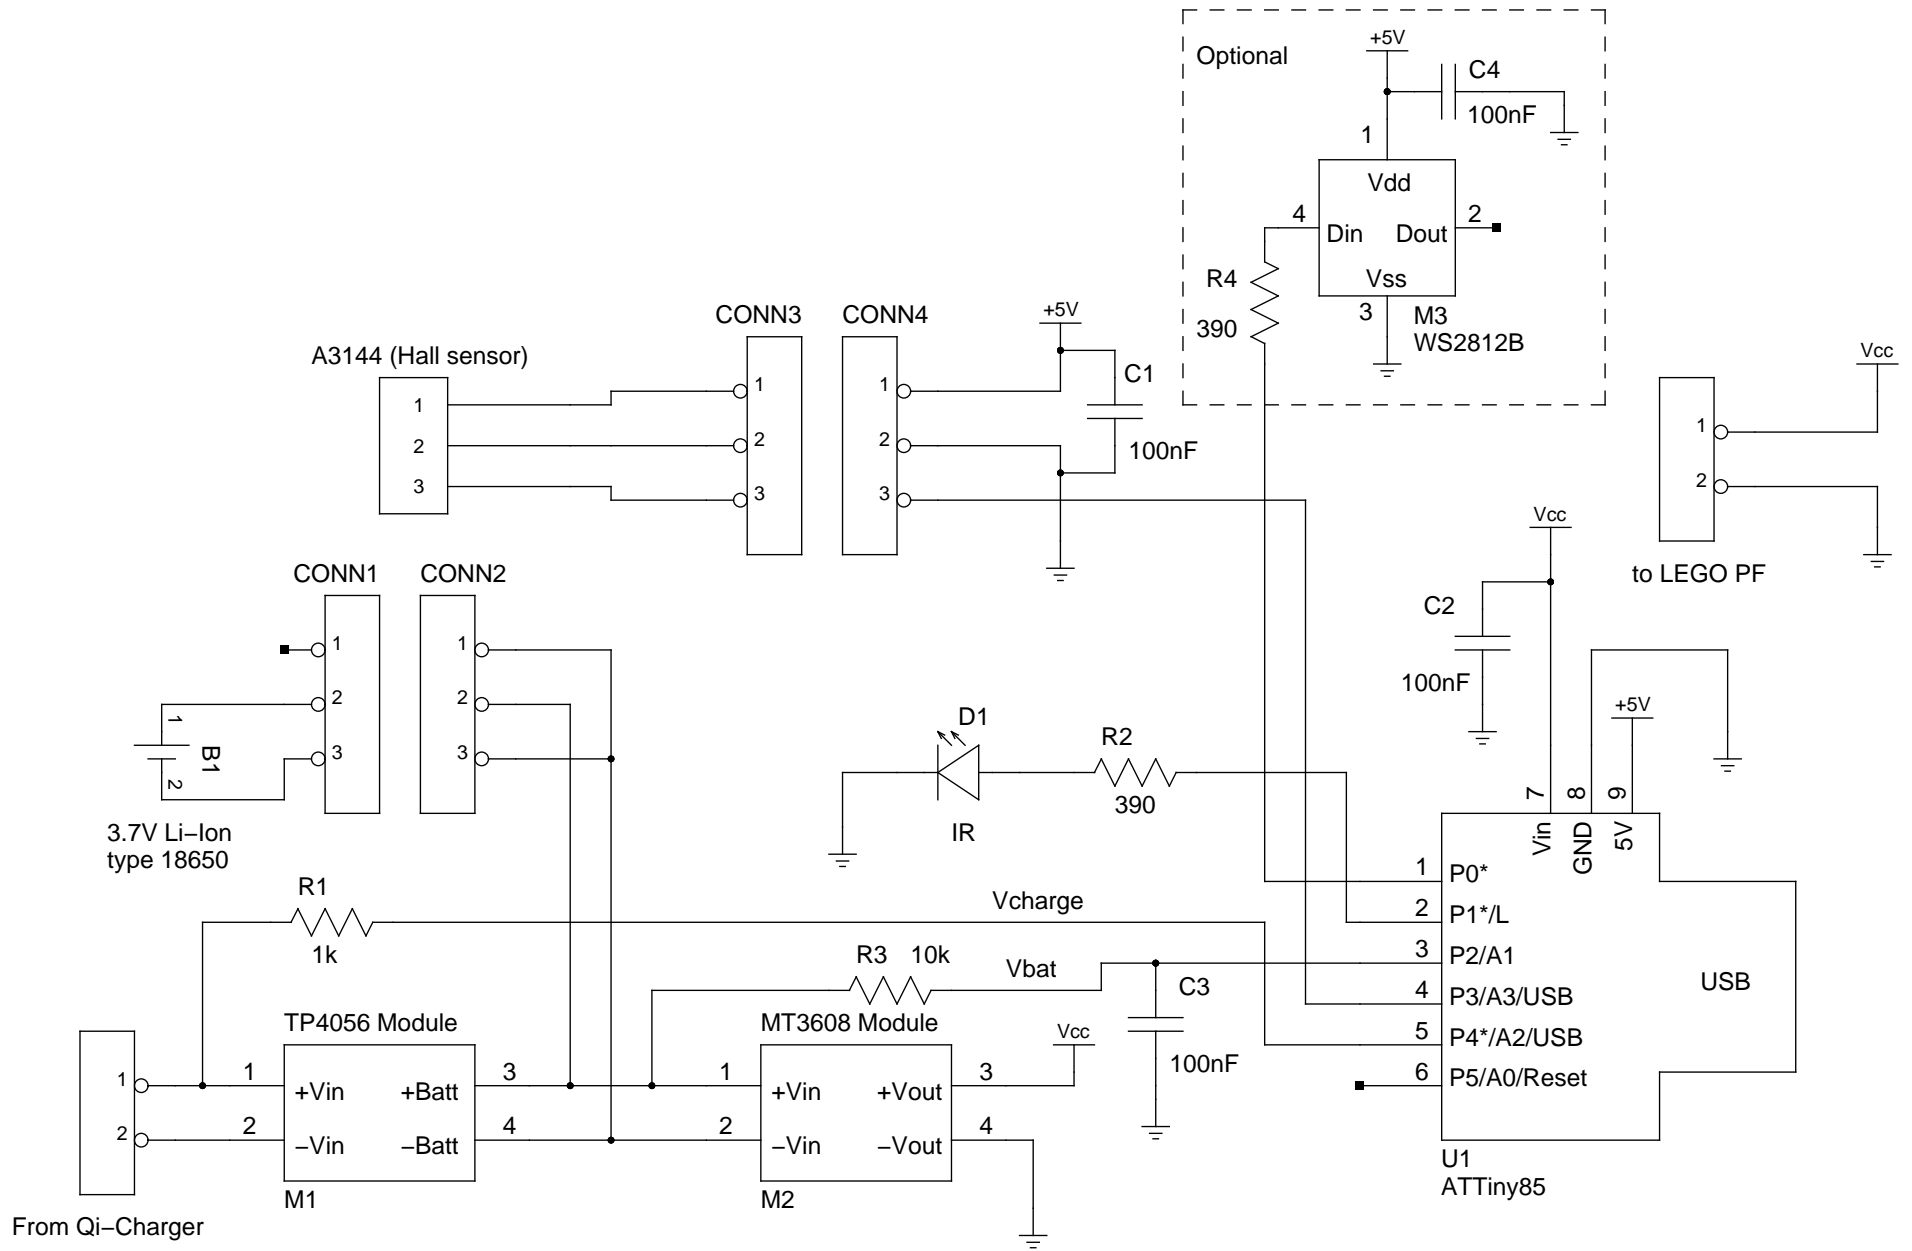 Optional
+5V
C4
100nF
1
Vdd
4
Din
Dout
2
Vss
3
M3
WS2812B
R4
390
CONN3
CONN4
+5V
A3144 (Hall sensor)
1
2
3
1
2
3
1
2
3
C1
100nF
Vcc
1
2
to LEGO PF
Vcc
C2
100nF
CONN1
CONN2
1
2
3
1
2
3
1
B1
2
3.7V Li–Ion
type 18650
D1
IR
R2
390
+5V
7
8
9
Vin
GND
5V
1
P0*
2
P1*/L
3
P2/A1
4
P3/A3/USB
5
P4*/A2/USB
6
P5/A0/Reset
USB
U1
ATTiny85
R1
1k
Vcharge
R3
10k
Vbat
C3
100nF
TP4056 Module
1
2
1
+Vin
+Batt
3
2
–Vin
–Batt
4
M1
From Qi–Charger
MT3608 Module
1
+Vin
+Vout
3
2
–Vin
–Vout
4
M2
Vcc